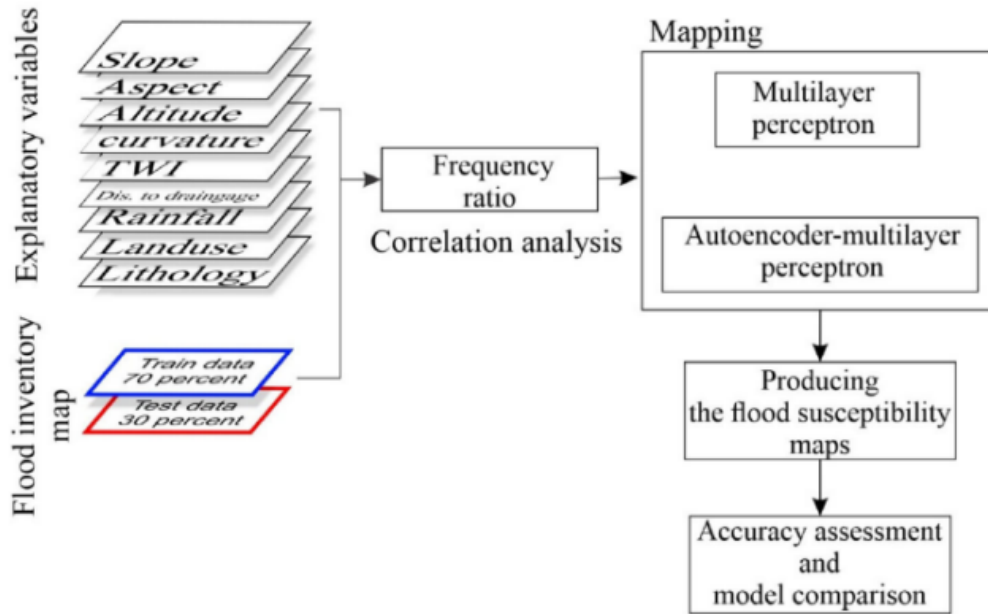 Explanatory variables
Slope
Aspect
Altitude
curvature
TWI
Dis. to draingage
Rainfall
Landuse
Lithology
Flood inventory
map
Train data
70 percent
Test data
30 percent
Frequency
ratio
Correlation analysis
Mapping
Multilayer
perceptron
Autoencoder-multilayer
perceptron
Producing
the flood susceptibility
maps
Accuracy assessment
and
model comparison